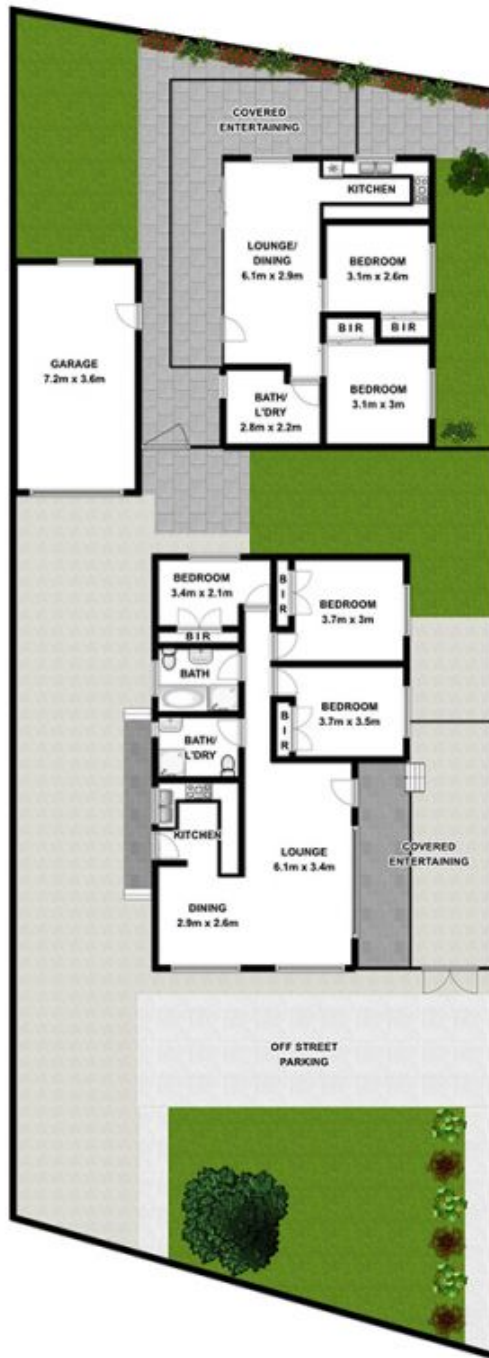 COVERED
ENTERTAINING
KITCHEN
LOUNGE/
DINING
6.1m x 2.9m
BEDROOM
3.1m x 2.6m
BIR
BIR
GARAGE
7.2m x 3.6m
BATH/
L'DRY
2.8m x 2.2m
BEDROOM
3.1m x 3m
BEDROOM
3.4m x 2.1m
BIR
BIR
BEDROOM
3.7m x 3m
BATH
BEDROOM
3.7m x 3.5m
BIR
BATH/
L'DRY
KITCHEN
LOUNGE
6.1m x 3.4m
COVERED
ENTERTAINING
DINING
2.9m x 2.6m
OFF STREET
PARKING